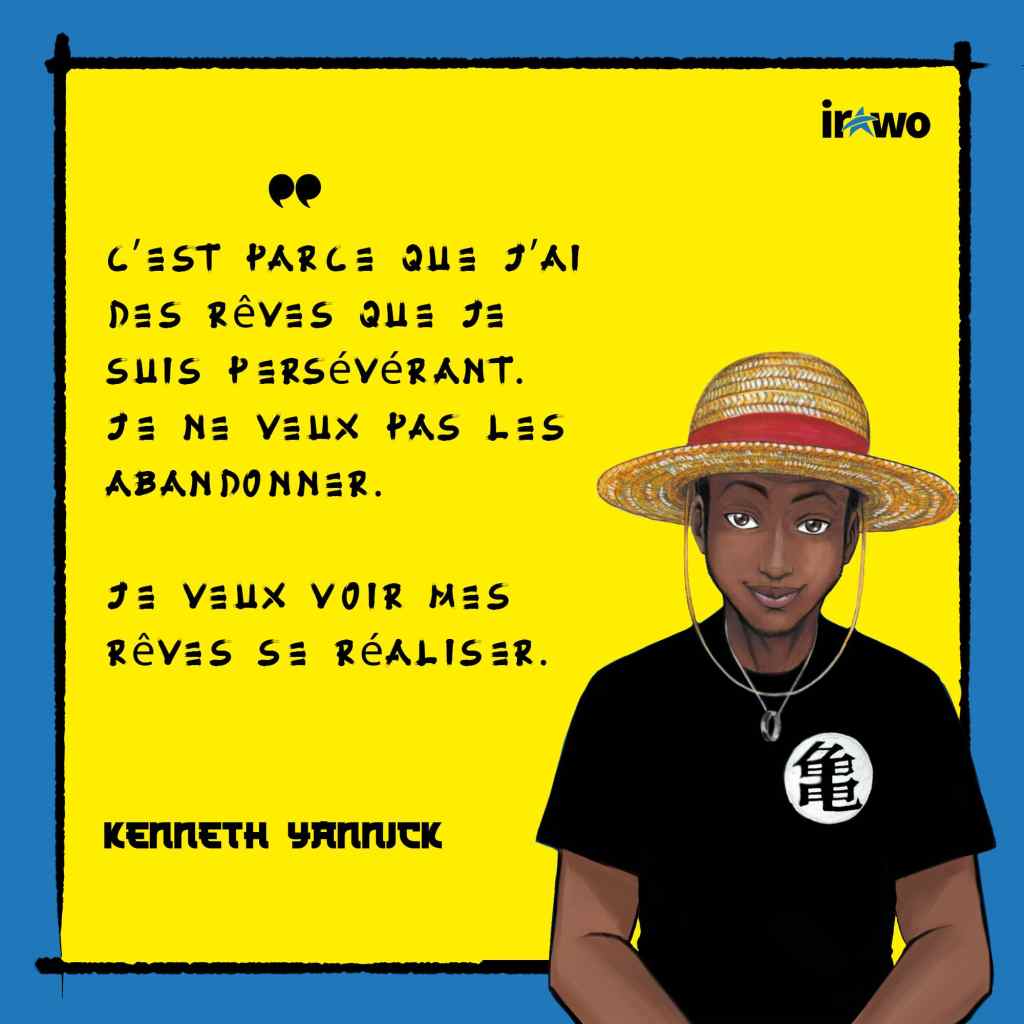 irawo
❞
C'EST PARCE QUE J'AI
DES RÊVES QUE JE
SUIS PERSÉVÉRANT.
JE NE VEUX PAS LES
ABANDONNER.
JE VEUX VOIR MES
RÊVES SE RÉALISER.
亀
KENNETH YANNICK